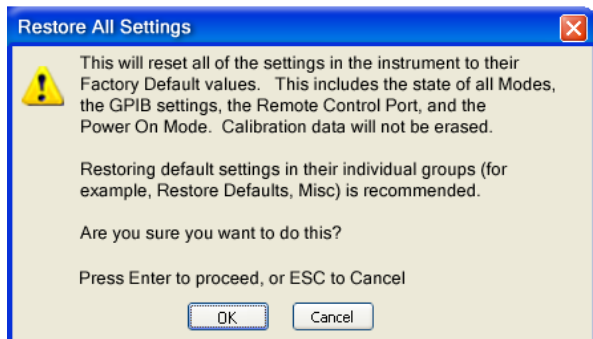 Restore All Settings
This will reset all of the settings in the instrument to their
Factory Default values. This includes the state of all Modes,
the GPIB settings, the Remote Control Port, and the
Power On Mode. Calibration data will not be erased.
Restoring default settings in their individual groups (for
example, Restore Defaults, Misc) is recommended.
Are you sure you want to do this?
Press Enter to proceed, or ESC to Cancel
OK
Cancel